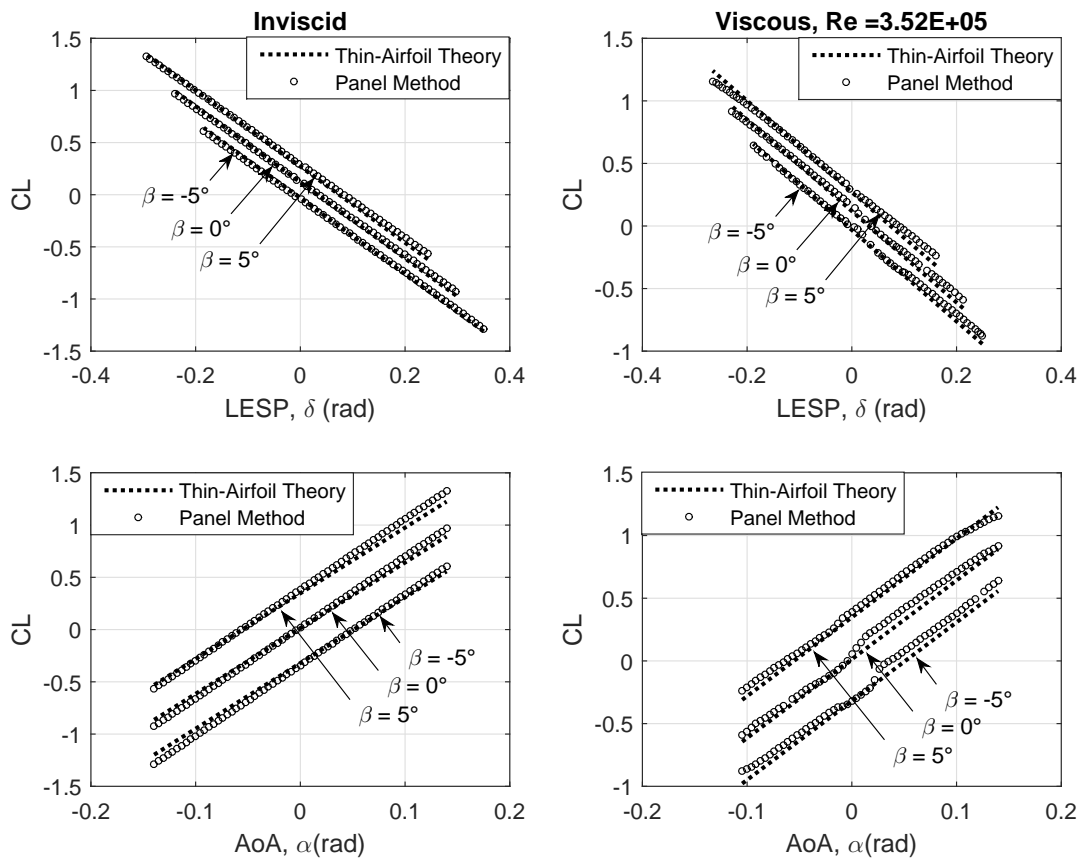 Inviscid
1.5
1
0.5
0
-0.5
-1
-1.5
CL
Thin-Airfoil Theory
Panel Method
β = -5°
β = 0°
β = 5°
-0.4
-0.2
0
0.2
0.4
LESP, δ (rad)
Viscous, Re =3.52E+05
1.5
1
0.5
0
-0.5
-1
CL
Thin-Airfoil Theory
Panel Method
β = -5°
β = 0°
β = 5°
-0.4
-0.2
0
0.2
0.4
LESP, δ (rad)
1.5
1
0.5
0
-0.5
-1
-1.5
CL
Thin-Airfoil Theory
Panel Method
β = -5°
β = 0°
β = 5°
-0.2
-0.1
0
0.1
0.2
AoA, α(rad)
1.5
1
0.5
0
-0.5
-1
CL
Thin-Airfoil Theory
Panel Method
β = -5°
β = 0°
β = 5°
-0.2
-0.1
0
0.1
0.2
AoA, α(rad)